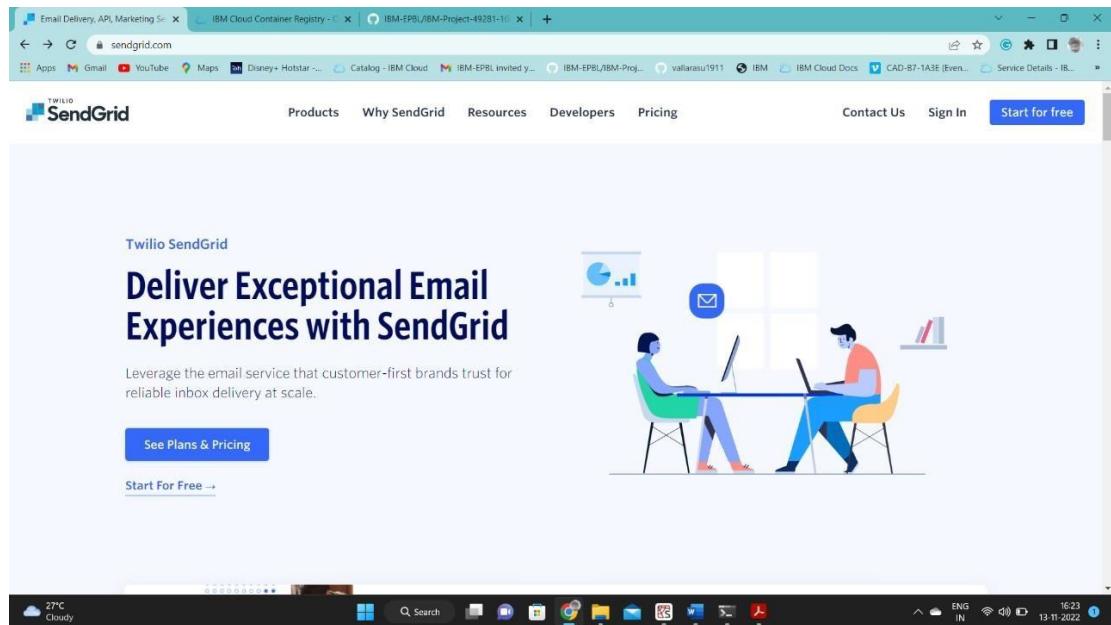 Email Delivery, API, Marketing Se
IBM Cloud Container Registry - C
IBM-EPBL/IBM-Project-49281-16
sendgrid.com
Apps
Gmail
YouTube
Maps
Disney+ Hotstar -...
Catalog - IBM Cloud
IBM-EPBL invited y...
IBM-EPBL/IBM-Proj...
vallarasu1911
IBM
IBM Cloud Docs
CAD-B7-1A3E (Even...
Service Details - IB...
TWILIO
SendGrid
Products
Why SendGrid
Resources
Developers
Pricing
Contact Us
Sign In
Start for free
Twilio SendGrid
Deliver Exceptional Email
Experiences with SendGrid
Leverage the email service that customer-first brands trust for
reliable inbox delivery at scale.
See Plans & Pricing
Start For Free →
27°C
Cloudy
Search
ENG
IN
16:23
13-11-2022